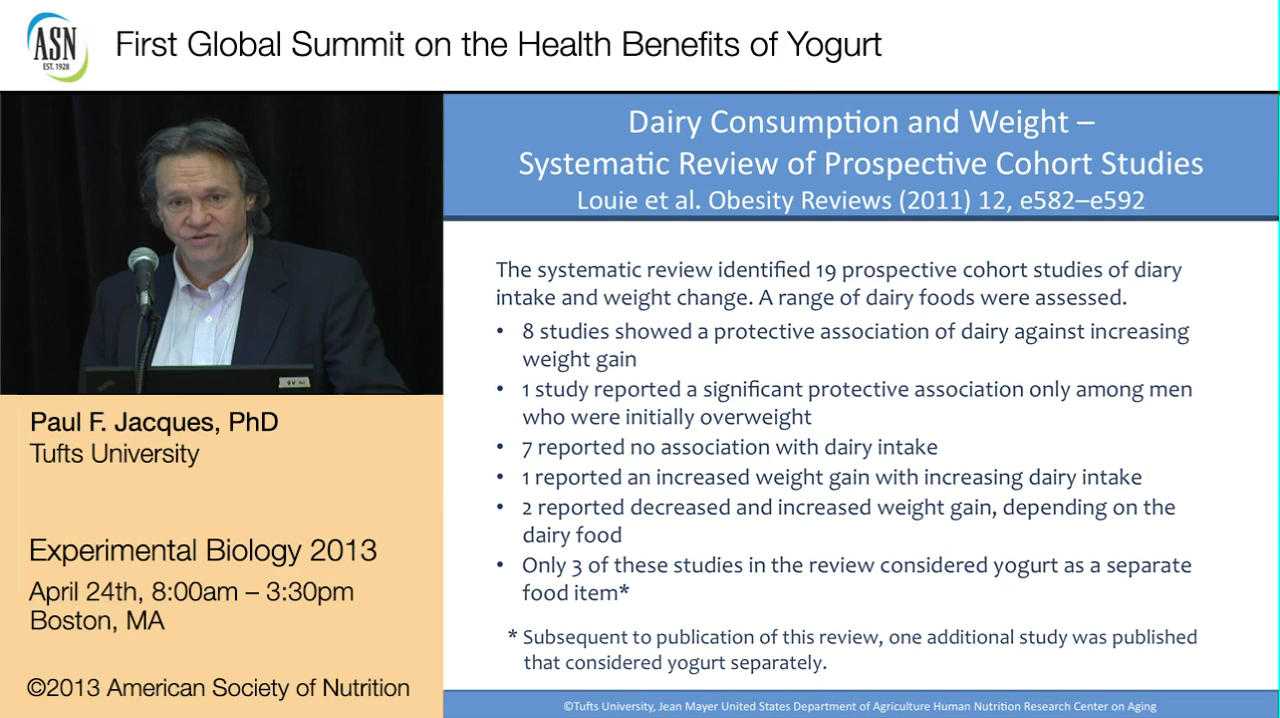 ASN
EST. 1928
First Global Summit on the Health Benefits of Yogurt
Dairy Consumption and Weight –
Systematic Review of Prospective Cohort Studies
Louie et al. Obesity Reviews (2011) 12, e582–e592
The systematic review identified 19 prospective cohort studies of diary
intake and weight change. A range of dairy foods were assessed.
• 8 studies showed a protective association of dairy against increasing
weight gain
• 1 study reported a significant protective association only among men
who were initially overweight
• 7 reported no association with dairy intake
• 1 reported an increased weight gain with increasing dairy intake
• 2 reported decreased and increased weight gain, depending on the
dairy food
• Only 3 of these studies in the review considered yogurt as a separate
food item*
* Subsequent to publication of this review, one additional study was published
that considered yogurt separately.
©Tufts University, Jean Mayer United States Department of Agriculture Human Nutrition Research Center on Aging
Paul F. Jacques, PhD
Tufts University
Experimental Biology 2013
April 24th, 8:00am – 3:30pm
Boston, MA
©2013 American Society of Nutrition